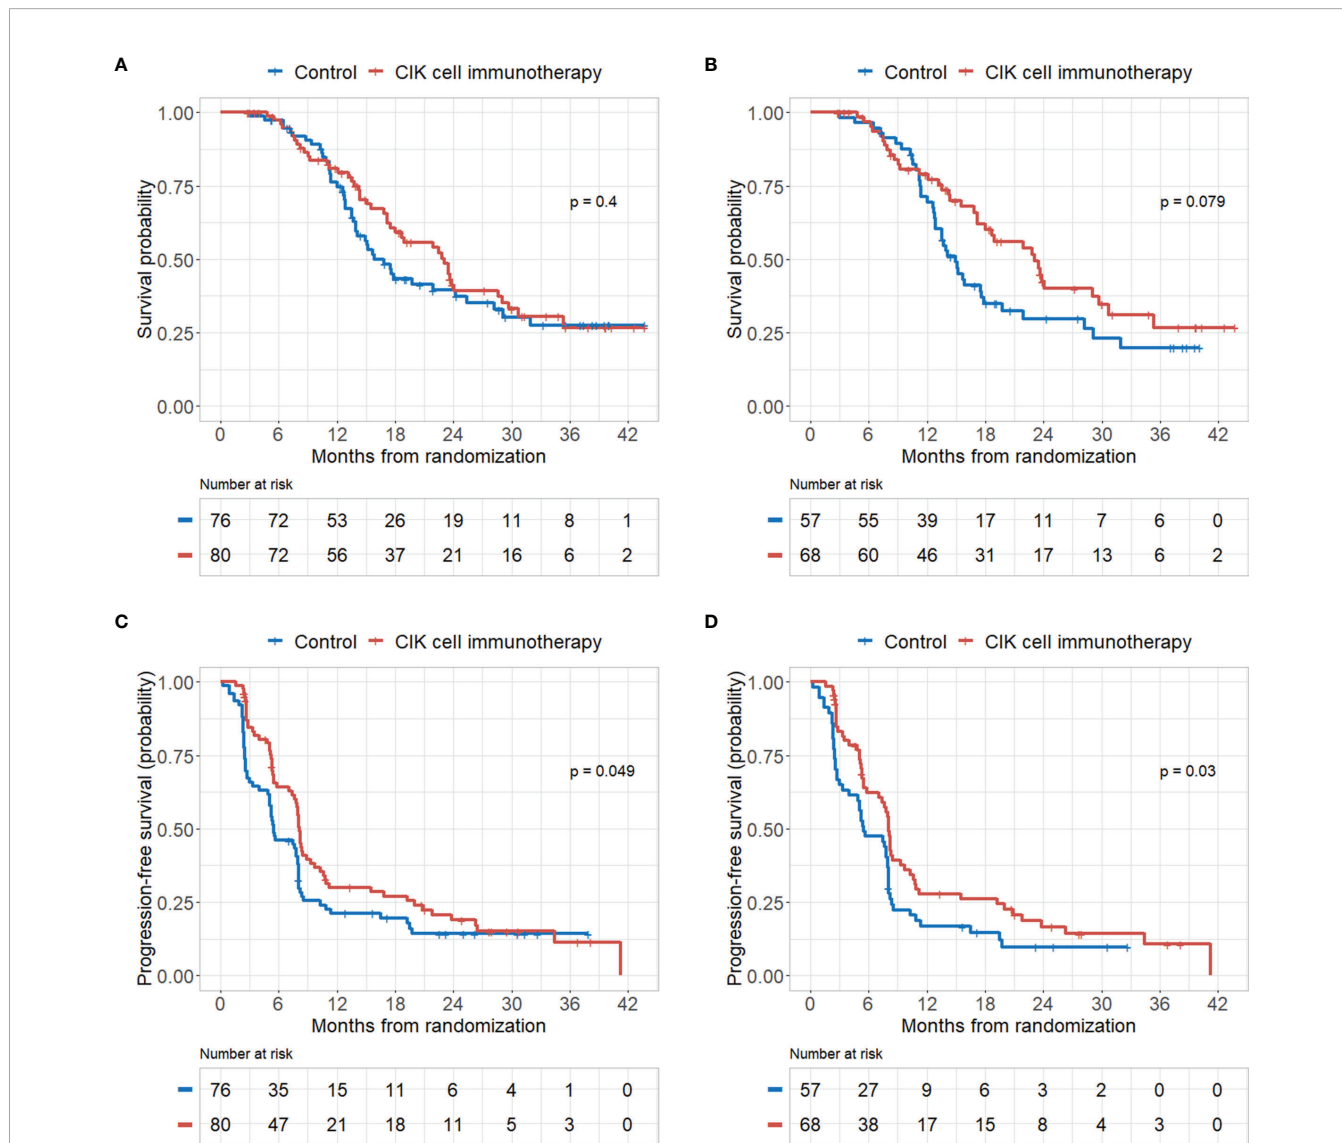 A
Control CIK cell immunotherapy
Survival probability
1.00
0.75
0.50
0.25
0.00
p = 0.4
0 6 12 18 24 30 36 42
Months from randomization
Number at risk
76 72 53 26 19 11 8 1
80 72 56 37 21 16 6 2
B
Control CIK cell immunotherapy
Survival probability
1.00
0.75
0.50
0.25
0.00
p = 0.079
0 6 12 18 24 30 36 42
Months from randomization
Number at risk
57 55 39 17 11 7 6 0
68 60 46 31 17 13 6 2
C
Control CIK cell immunotherapy
Progression-free survival (probability)
1.00
0.75
0.50
0.25
0.00
p = 0.049
0 6 12 18 24 30 36 42
Months from randomization
Number at risk
76 35 15 11 6 4 1 0
80 47 21 18 11 5 3 0
D
Control CIK cell immunotherapy
Progression-free survival (probability)
1.00
0.75
0.50
0.25
0.00
p = 0.03
0 6 12 18 24 30 36 42
Months from randomization
Number at risk
57 27 9 6 3 2 0 0
68 38 17 15 8 4 3 0